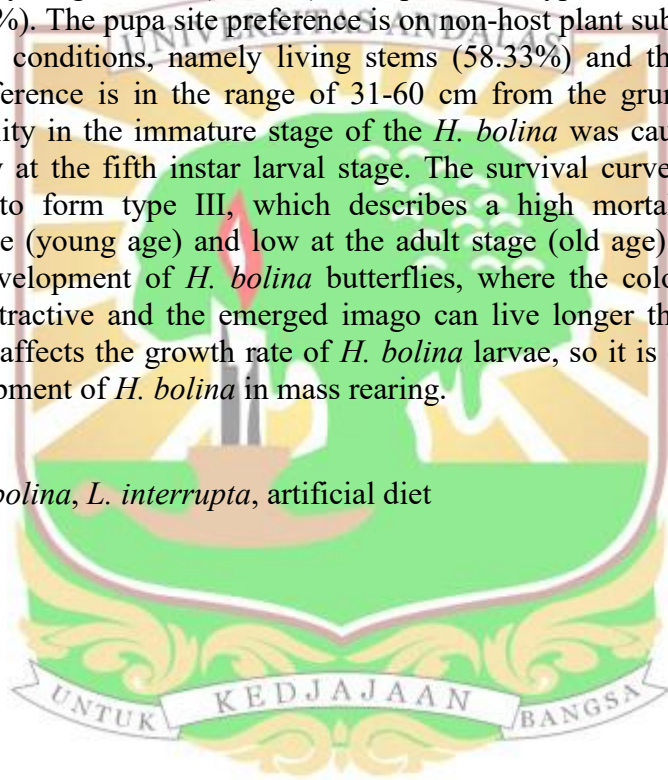 %). The pupa site preference is on non-host plant sub
UNIVERSITAS ANDALAS
conditions, namely living stems (58.33%) and th
ference is in the range of 31-60 cm from the grun
lity in the immature stage of the H. bolina was cau
y at the fifth instar larval stage. The survival curve
to form type III, which describes a high morta
e (young age) and low at the adult stage (old age)
velopment of H. bolina butterflies, where the colo
tractive and the emerged imago can live longer th
affects the growth rate of H. bolina larvae, so it is
pment of H. bolina in mass rearing.
bolina, L. interrupta, artificial diet
UNTUK KEDJAJAAN BANGSA